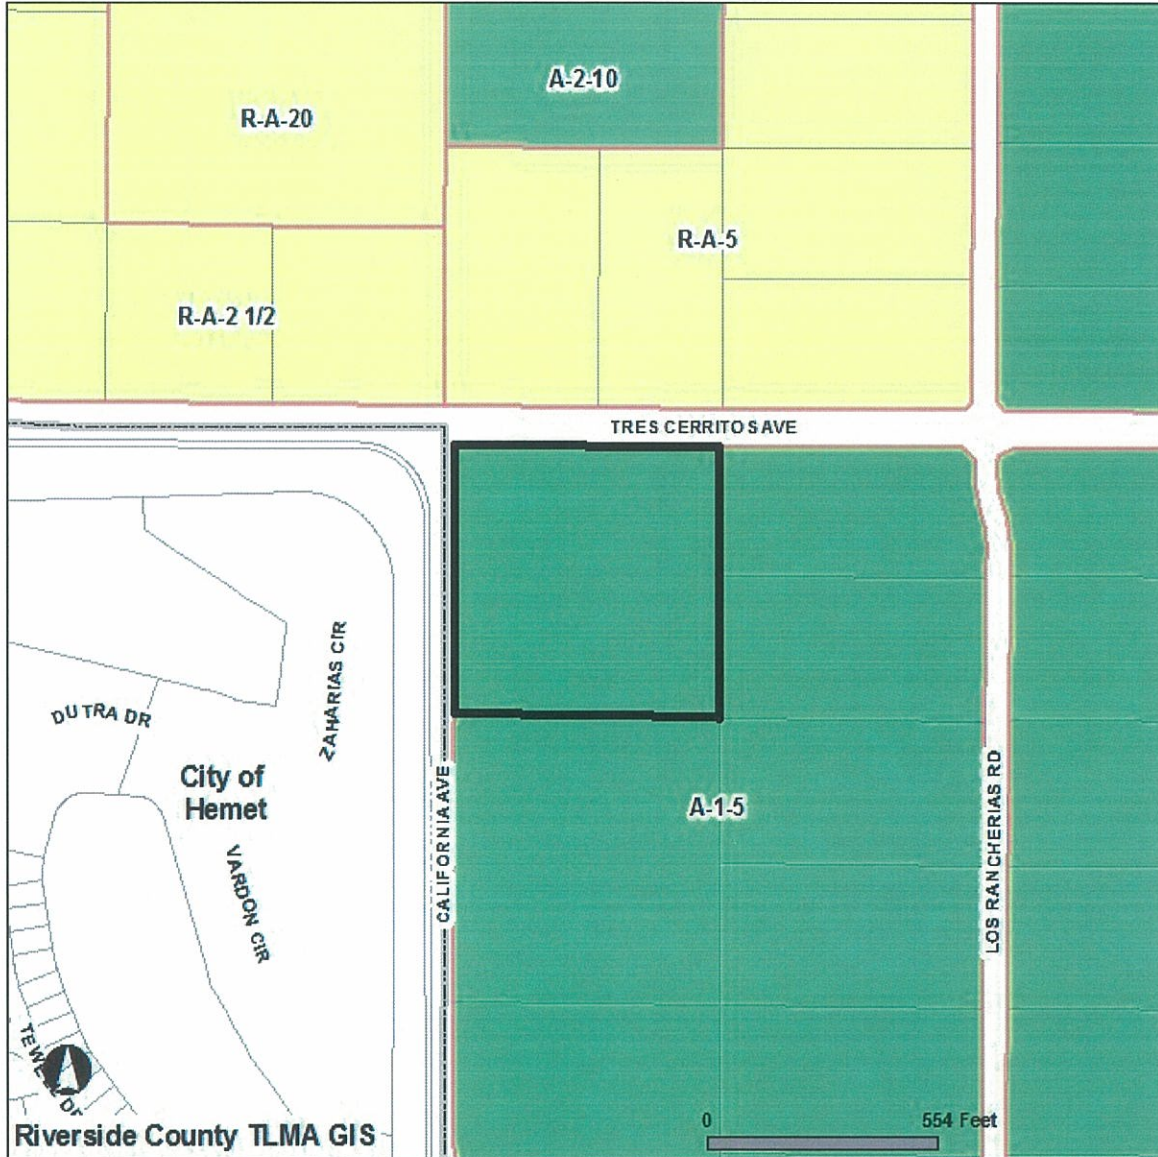 A-2-10
R-A-20
R-A-5
R-A-2 1/2
TRES CERRITOS AVE
ZAHARIAS CIR
DUTRA DR
City of
Hemet
CALIFORNIA AVE
A-1-5
LOS RANCHERIAS RD
VARDON CIR
0 554 Feet
Riverside County TLMA GIS